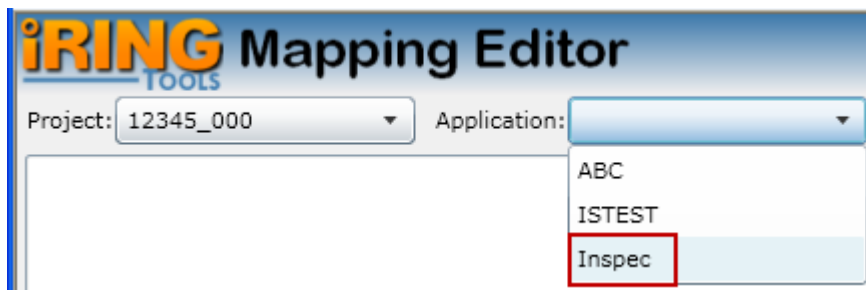 iRING TOOLS Mapping Editor
Project: 12345_000 Application:
ABC
ISTEST
Inspec